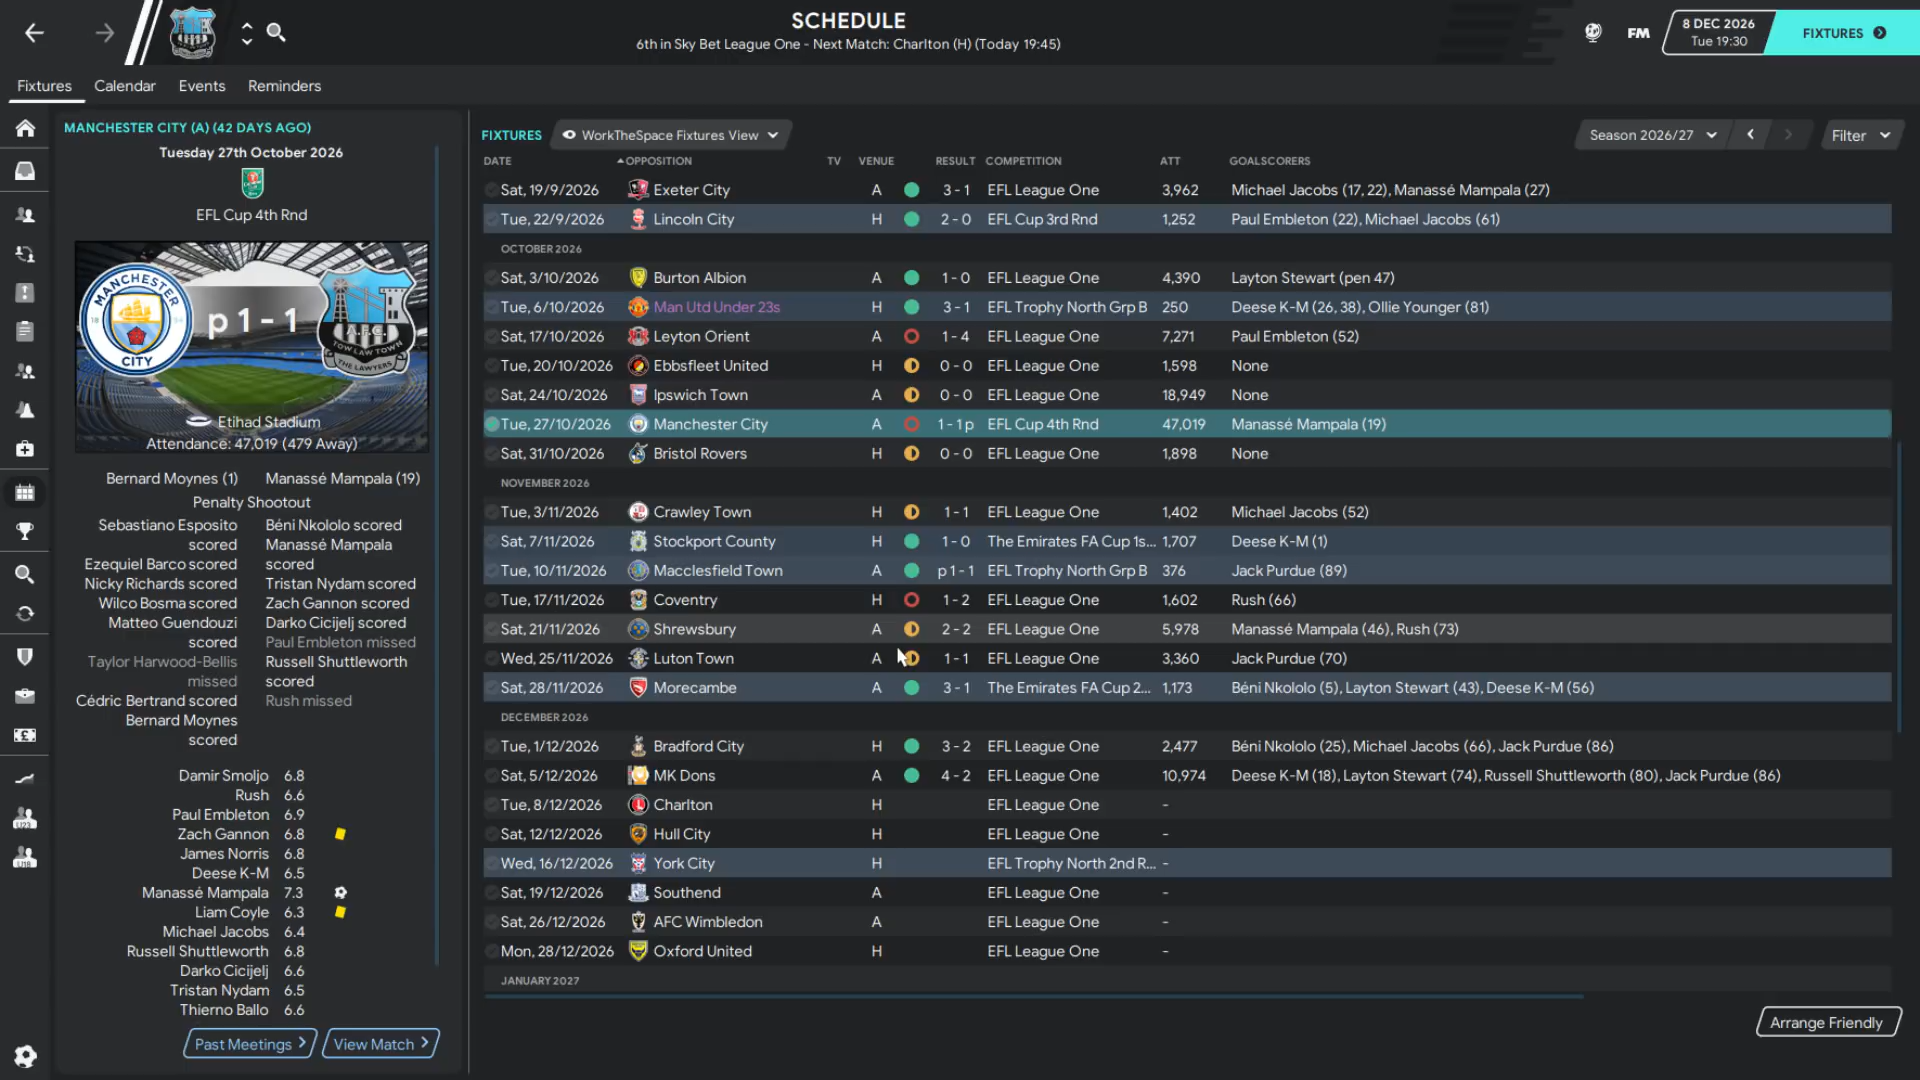 SCHEDULE
6th in Sky Bet League One - Next Match: Charlton (H) (Today 19:45)
FM
8 DEC 2026
Tue 19:30
FIXTURES
Fixtures Calendar Events Reminders
MANCHESTER CITY (A) (42 DAYS AGO)
Tuesday 27th October 2026
EFL Cup 4th Rnd
MANCHESTER
18 94
CITY
p 1 - 1
A.F.C.
TOW LAW TOWN
THE LAWYERS
Etihad Stadium
Attendance: 47,019 (479 Away)
Bernard Moynes (1) Manassé Mampala (19)
Penalty Shootout
Sebastiano Esposito scored
Ezequiel Barco scored
Nicky Richards scored
Wilco Bosma scored
Matteo Guendouzi scored
Taylor Harwood-Bellis missed
Cédric Bertrand scored
Bernard Moynes scored
Béni Nkololo scored
Manassé Mampala scored
Tristan Nydam scored
Zach Gannon scored
Darko Cicijelj scored
Paul Embleton missed
Russell Shuttleworth scored
Rush missed
Damir Smoljo 6.8
Rush 6.6
Paul Embleton 6.9
Zach Gannon 6.8
James Norris 6.8
Deese K-M 6.5
Manassé Mampala 7.3
Liam Coyle 6.3
Michael Jacobs 6.4
Russell Shuttleworth 6.8
Darko Cicijelj 6.6
Tristan Nydam 6.5
Thierno Ballo 6.6
Past Meetings View Match
U23
U18
FIXTURES WorkTheSpace Fixtures View Season 2026/27 Filter
DATE OPPOSITION TV VENUE RESULT COMPETITION ATT GOALSCORERS
Sat, 19/9/2026 Exeter City A 3 - 1 EFL League One 3,962 Michael Jacobs (17, 22), Manassé Mampala (27)
Tue, 22/9/2026 Lincoln City H 2 - 0 EFL Cup 3rd Rnd 1,252 Paul Embleton (22), Michael Jacobs (61)
OCTOBER 2026
Sat, 3/10/2026 Burton Albion A 1 - 0 EFL League One 4,390 Layton Stewart (pen 47)
Tue, 6/10/2026 Man Utd Under 23s H 3 - 1 EFL Trophy North Grp B 250 Deese K-M (26, 38), Ollie Younger (81)
Sat, 17/10/2026 Leyton Orient A 1 - 4 EFL League One 7,271 Paul Embleton (52)
Tue, 20/10/2026 Ebbsfleet United H 0 - 0 EFL League One 1,598 None
Sat, 24/10/2026 Ipswich Town A 0 - 0 EFL League One 18,949 None
Tue, 27/10/2026 Manchester City A 1 - 1 p EFL Cup 4th Rnd 47,019 Manassé Mampala (19)
Sat, 31/10/2026 Bristol Rovers H 0 - 0 EFL League One 1,898 None
NOVEMBER 2026
Tue, 3/11/2026 Crawley Town H 1 - 1 EFL League One 1,402 Michael Jacobs (52)
Sat, 7/11/2026 Stockport County H 1 - 0 The Emirates FA Cup 1s... 1,707 Deese K-M (1)
Tue, 10/11/2026 Macclesfield Town A p 1 - 1 EFL Trophy North Grp B 376 Jack Purdue (89)
Tue, 17/11/2026 Coventry H 1 - 2 EFL League One 1,602 Rush (66)
Sat, 21/11/2026 Shrewsbury A 2 - 2 EFL League One 5,978 Manassé Mampala (46), Rush (73)
Wed, 25/11/2026 Luton Town A 1 - 1 EFL League One 3,360 Jack Purdue (70)
Sat, 28/11/2026 Morecambe A 3 - 1 The Emirates FA Cup 2... 1,173 Béni Nkololo (5), Layton Stewart (43), Deese K-M (56)
DECEMBER 2026
Tue, 1/12/2026 Bradford City H 3 - 2 EFL League One 2,477 Béni Nkololo (25), Michael Jacobs (66), Jack Purdue (86)
Sat, 5/12/2026 MK Dons A 4 - 2 EFL League One 10,974 Deese K-M (18), Layton Stewart (74), Russell Shuttleworth (80), Jack Purdue (86)
Tue, 8/12/2026 Charlton H EFL League One -
Sat, 12/12/2026 Hull City H EFL League One -
Wed, 16/12/2026 York City H EFL Trophy North 2nd R... -
Sat, 19/12/2026 Southend A EFL League One -
Sat, 26/12/2026 AFC Wimbledon A EFL League One -
Mon, 28/12/2026 Oxford United H EFL League One -
JANUARY 2027
Arrange Friendly